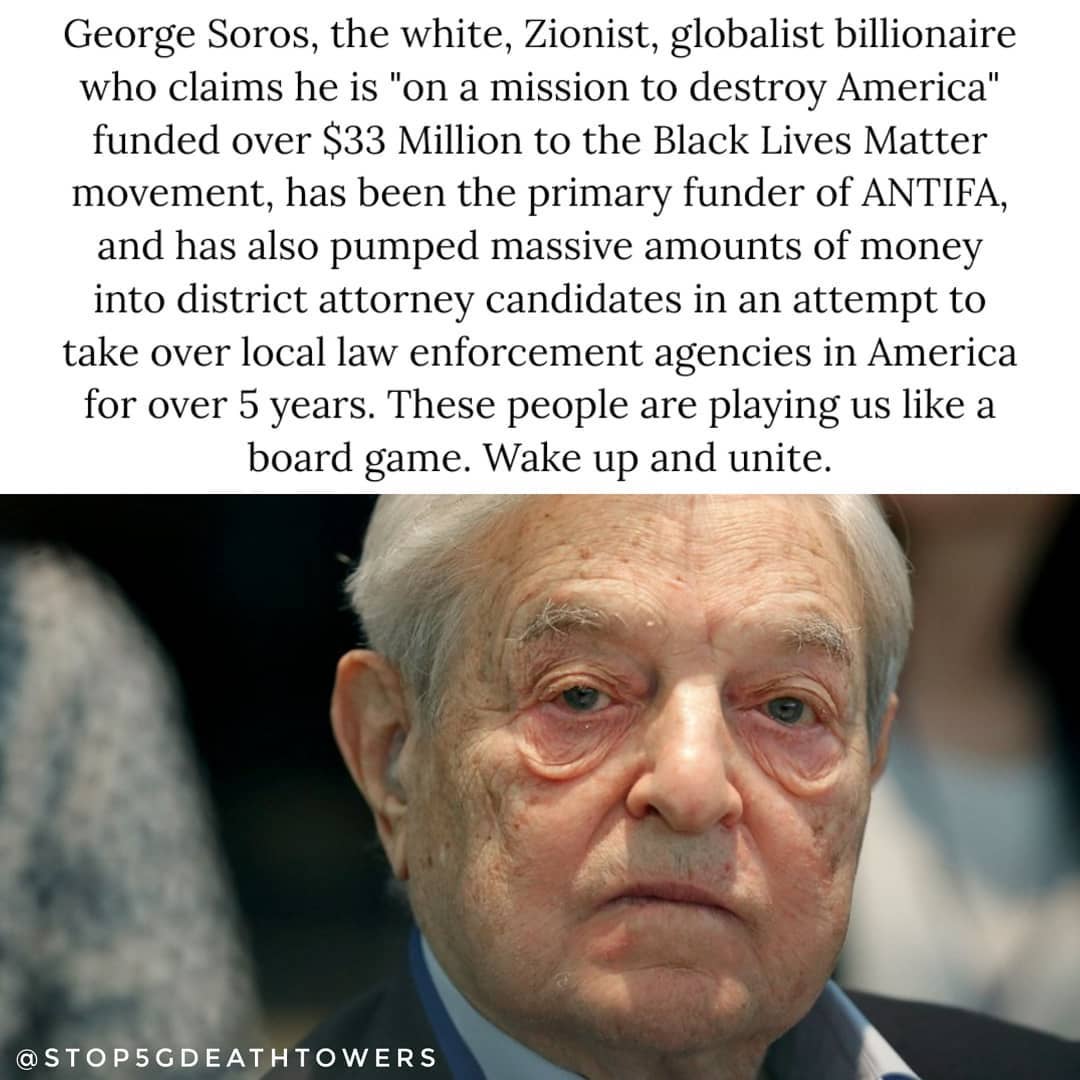 George Soros, the white, Zionist, globalist billionaire
who claims he is "on a mission to destroy America"
funded over $33 Million to the Black Lives Matter
movement, has been the primary funder of ANTIFA,
and has also pumped massive amounts of money
into district attorney candidates in an attempt to
take over local law enforcement agencies in America
for over 5 years. These people are playing us like a
board game. Wake up and unite.
@STOP5GDEATHTOWERS